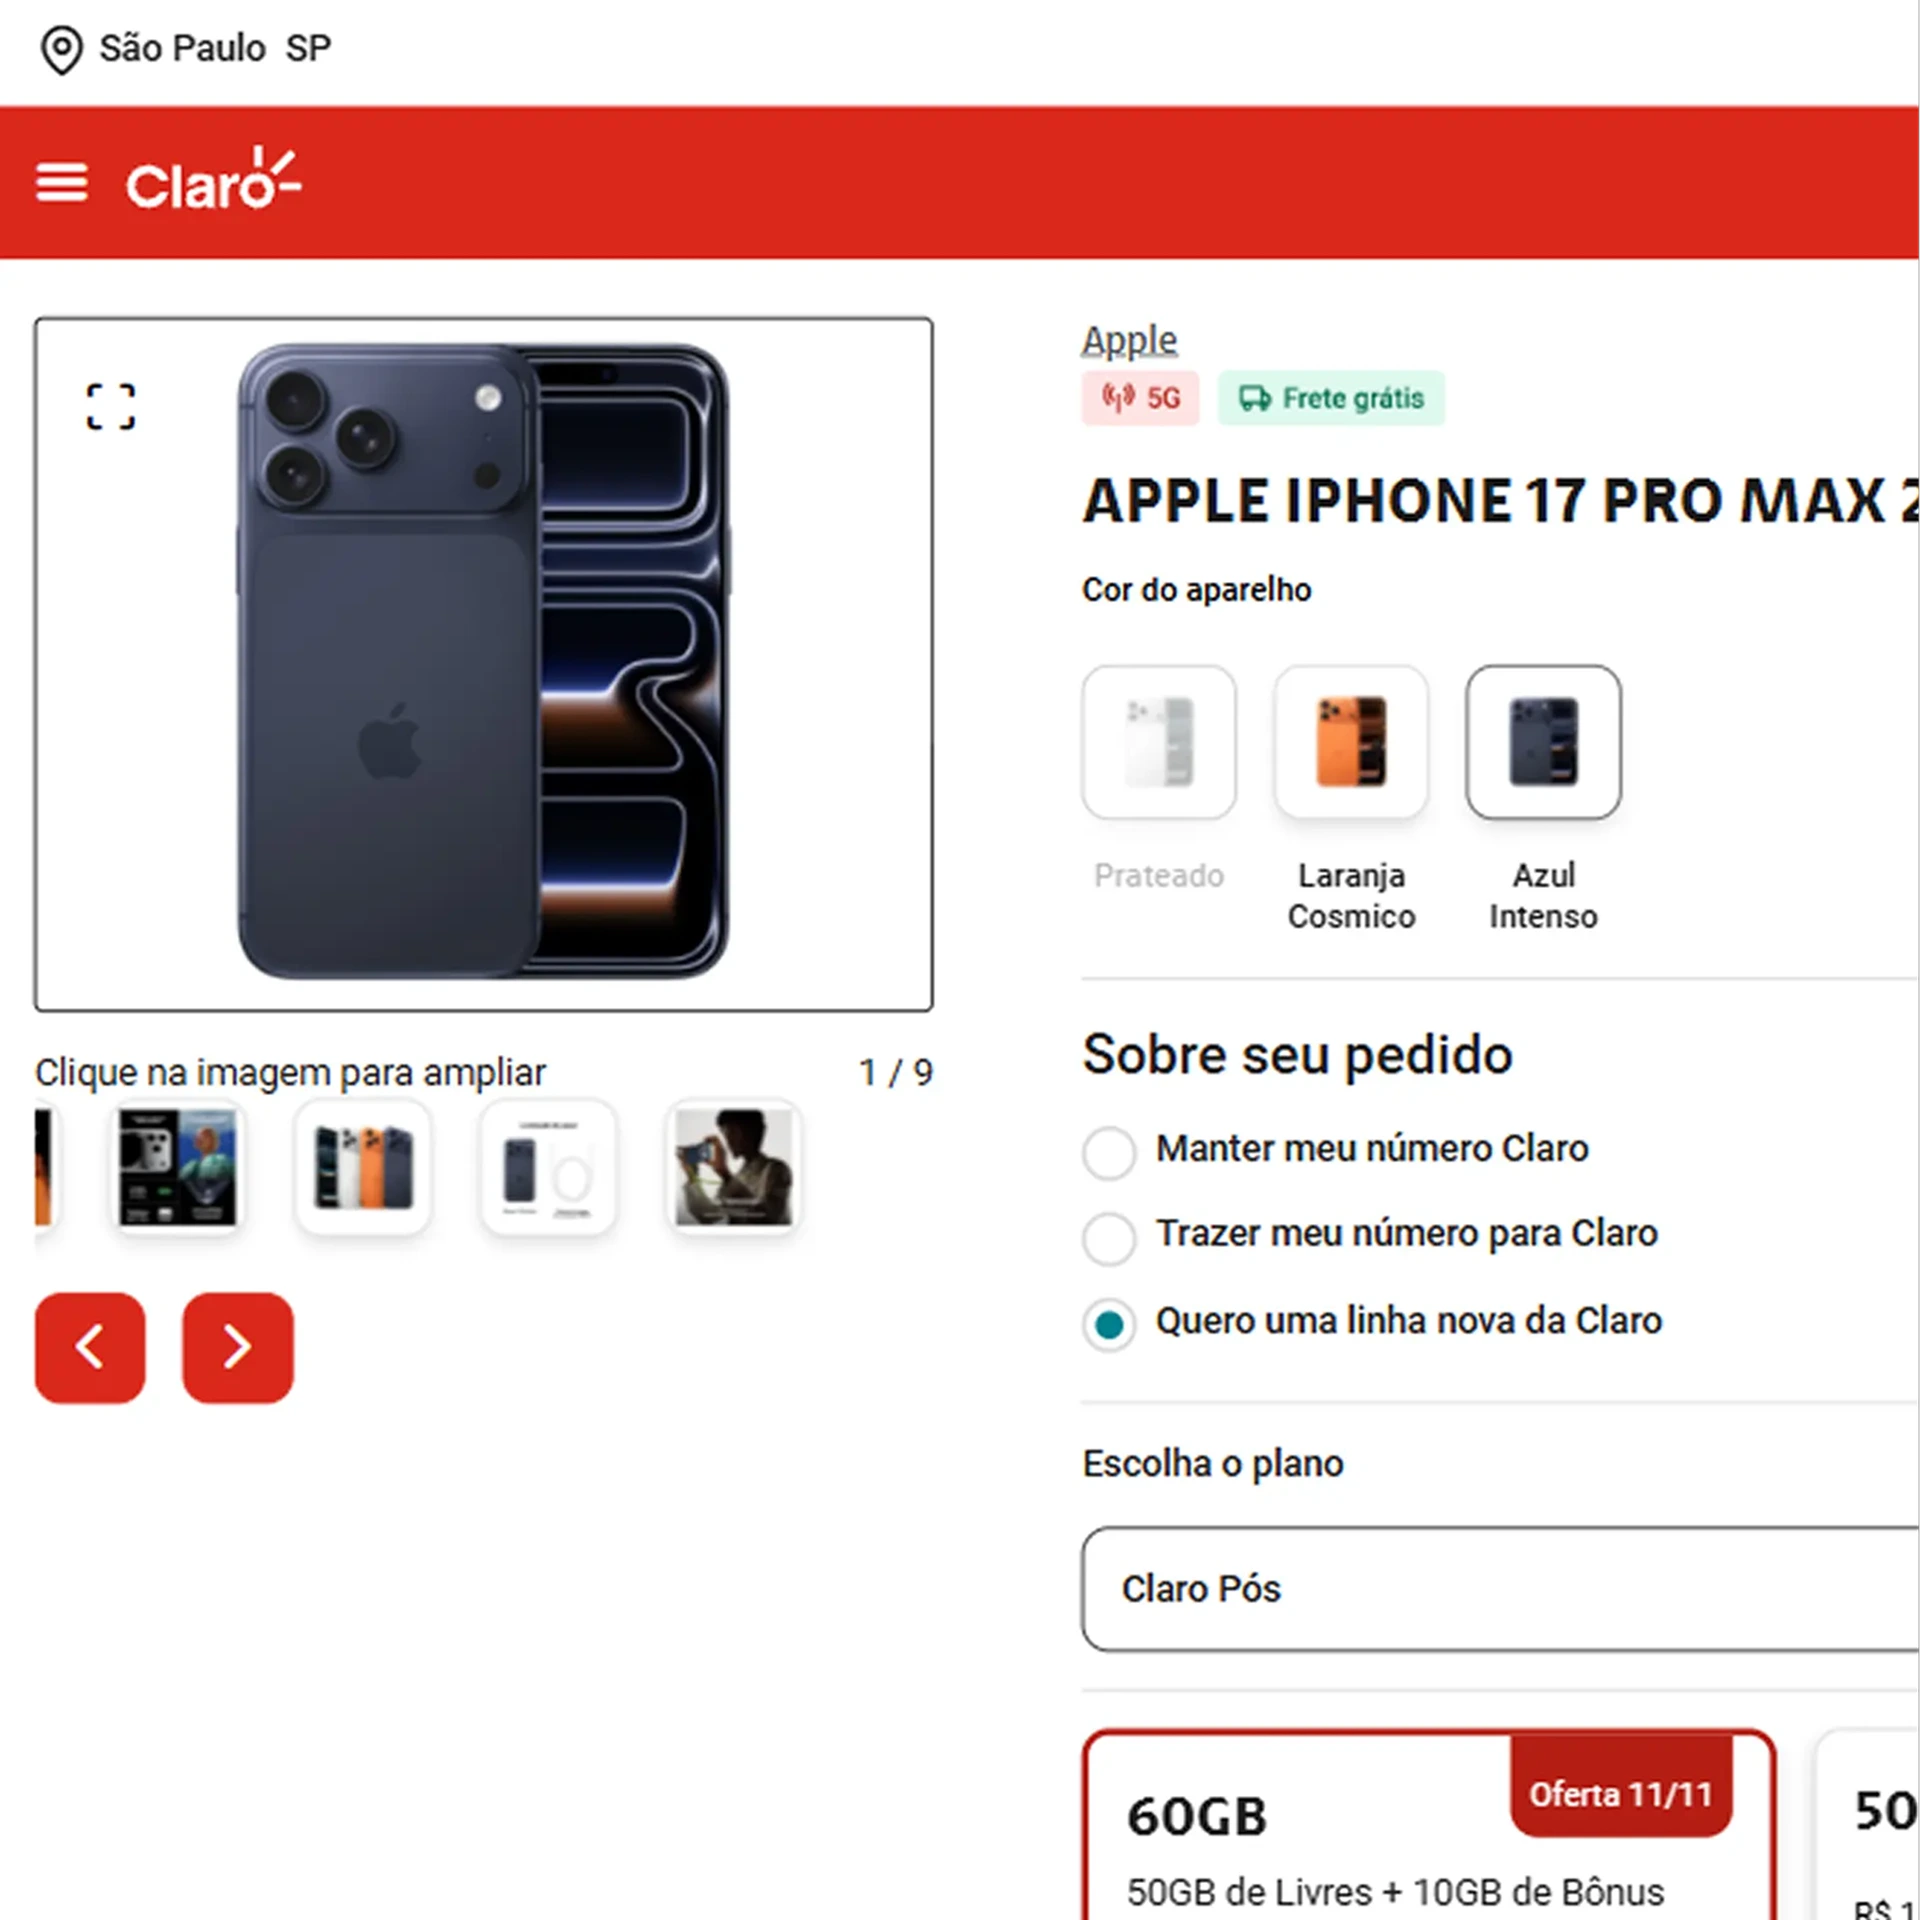 São Paulo SP
Claro
Apple
5G
Frete grátis
APPLE IPHONE 17 PRO MAX 2
Cor do aparelho
Prateado
Laranja
Cosmico
Azul
Intenso
Clique na imagem para ampliar
1 / 9
Sobre seu pedido
Manter meu número Claro
Trazer meu número para Claro
Quero uma linha nova da Claro
Escolha o plano
Claro Pós
Oferta 11/11
60GB
50GB de Livres + 10GB de Bônus
50
R$ 1